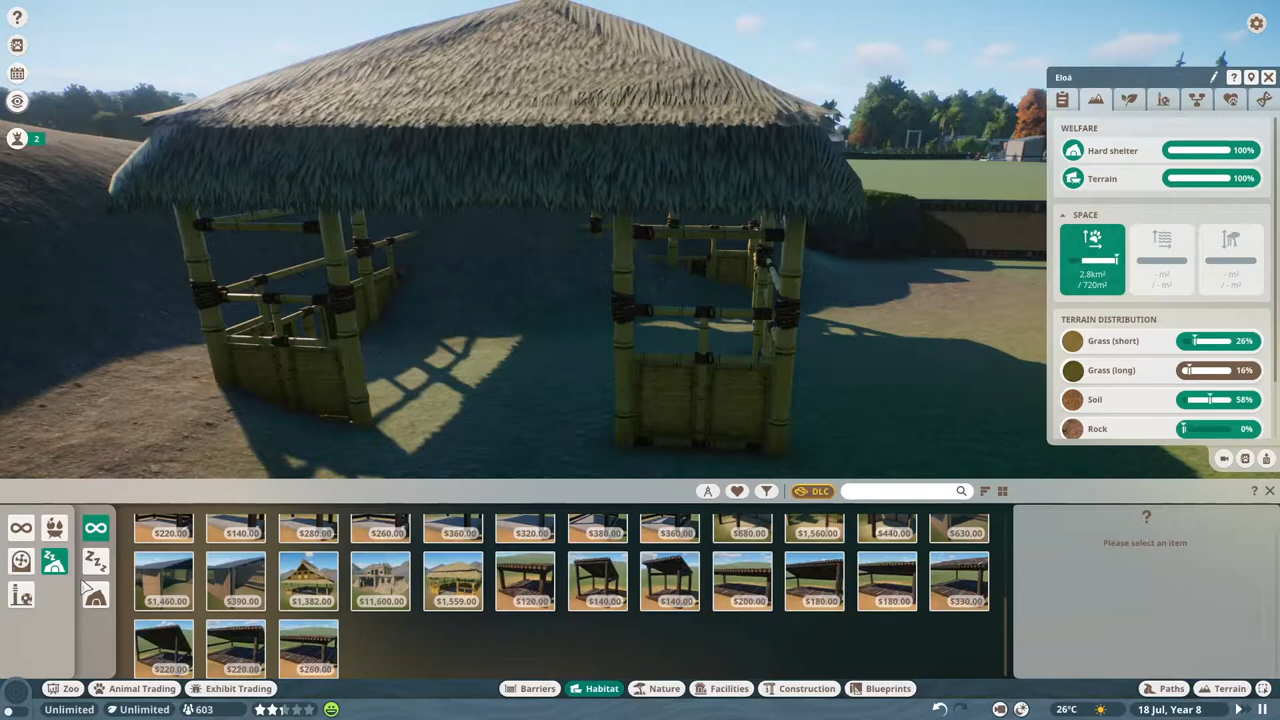 ?
2
Eloá
?
WELFARE
Hard shelter 100%
Terrain 100%
SPACE
2.8km² / 720m²
- m² / - m²
- m² / - m²
TERRAIN DISTRIBUTION
Grass (short) 26%
Grass (long) 16%
Soil 58%
Rock 0%
DLC
?
$220.00 $140.00 $280.00 $260.00 $360.00 $320.00 $380.00 $360.00 $680.00 $1,560.00 $440.00 $630.00
$1,460.00 $390.00 $1,382.00 $11,600.00 $1,559.00 $120.00 $140.00 $140.00 $200.00 $180.00 $180.00 $330.00
$220.00 $220.00 $260.00
?
Please select an item
Zoo Animal Trading Exhibit Trading Barriers Habitat Nature Facilities Construction Blueprints Paths Terrain
Unlimited Unlimited 603 26°C 18 Jul, Year 8